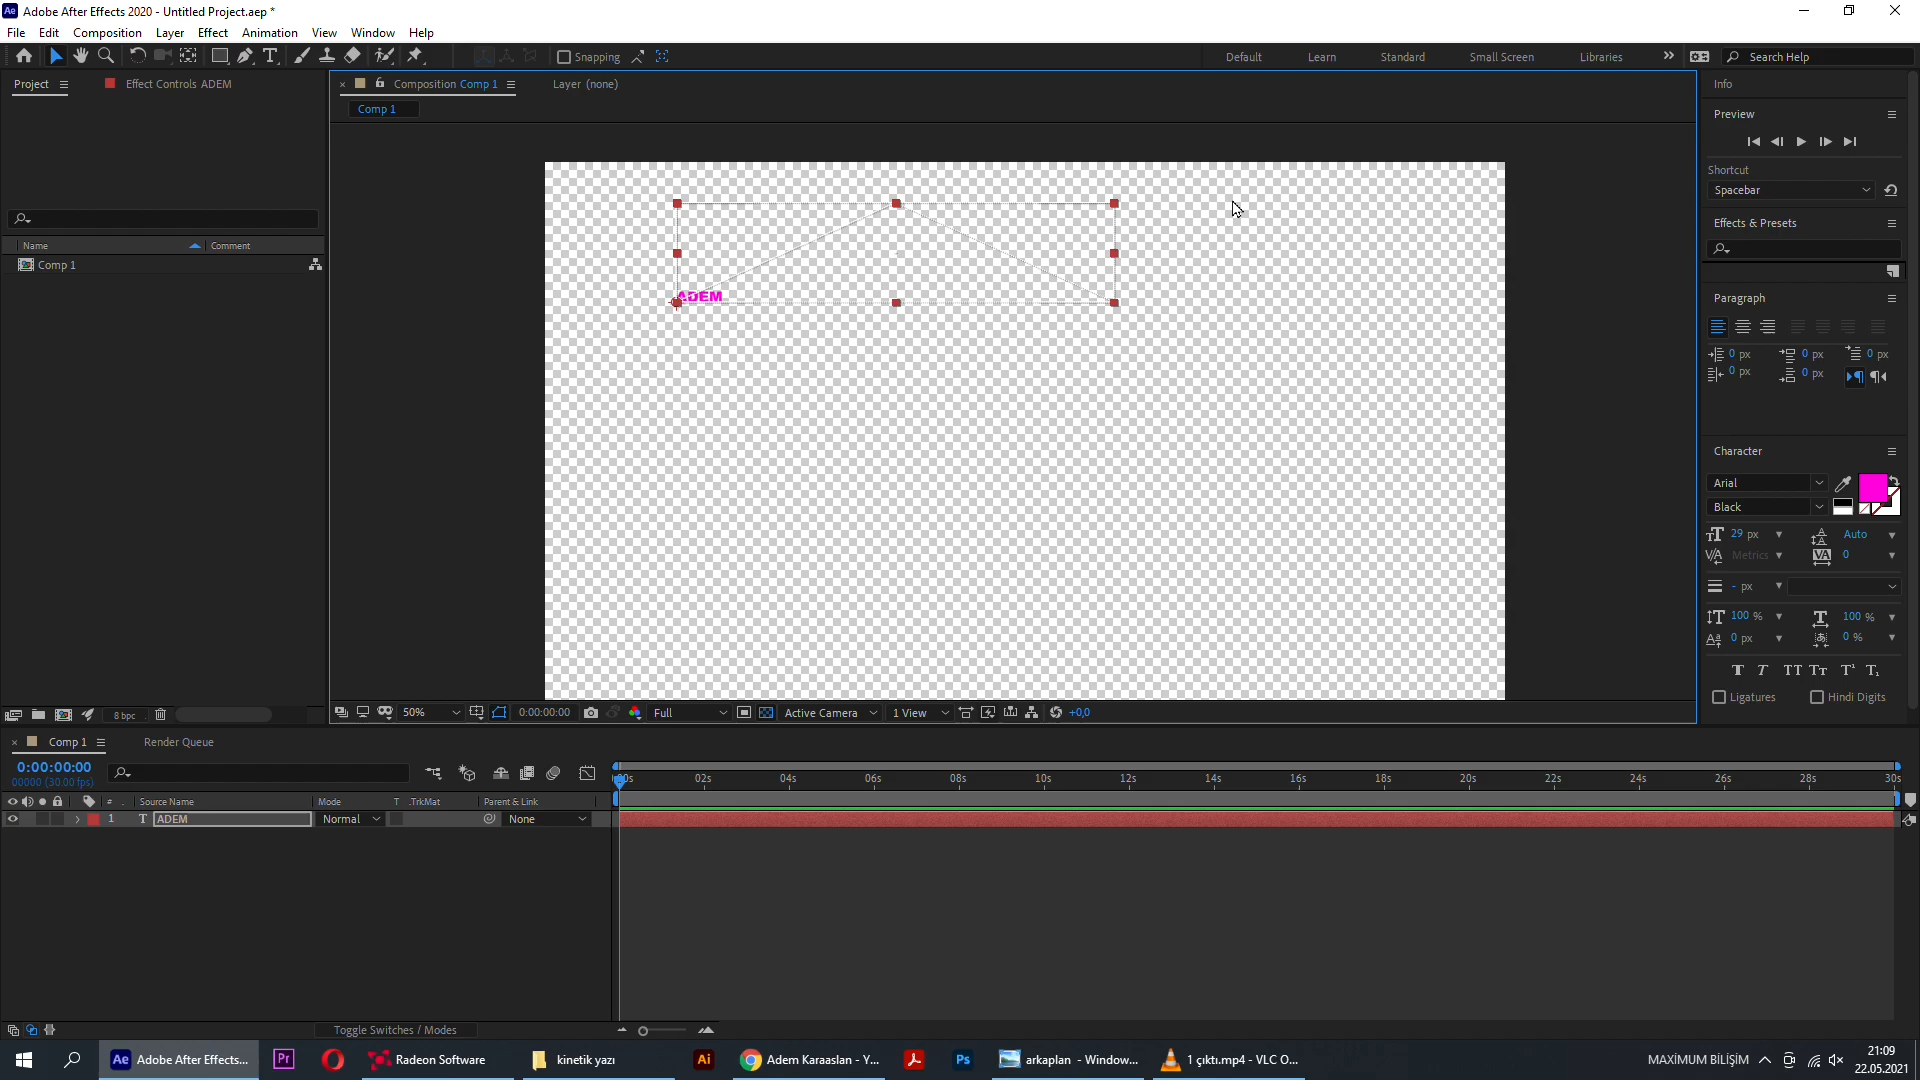 Adobe After Effects 2020 - Untitled Project.aep *
File Edit Composition Layer Effect Animation View Window Help
Snapping
Default Learn Standard Small Screen Libraries
Search Help
Project
Effect Controls ADEM
Composition Comp 1
Layer (none)
Comp 1
Name Comment
Comp 1
ADEM
8 bpc
50% 0:00:00:00 Full Active Camera 1 View +0,0
Info
Preview
Shortcut
Spacebar
Effects & Presets
Paragraph
0 px 0 px 0 px
0 px 0 px
Character
Arial
Black
29 px Auto
Metrics 0
- px
100 % 100 %
0 px 0 %
Ligatures Hindi Digits
Comp 1 Render Queue
0:00:00:00
00000 (30.00 fps)
02s 04s 06s 08s 10s 12s 14s 16s 18s 20s 22s 24s 26s 28s 30s
# Source Name Mode T .TrkMat Parent & Link
1 T ADEM Normal None
Toggle Switches / Modes
Adobe After Effects... Radeon Software kinetik yazı Adem Karaaslan - Y... arkaplan - Window... 1 çıktı.mp4 - VLC O...
MAXİMUM BİLİŞİM
21:09
22.05.2021